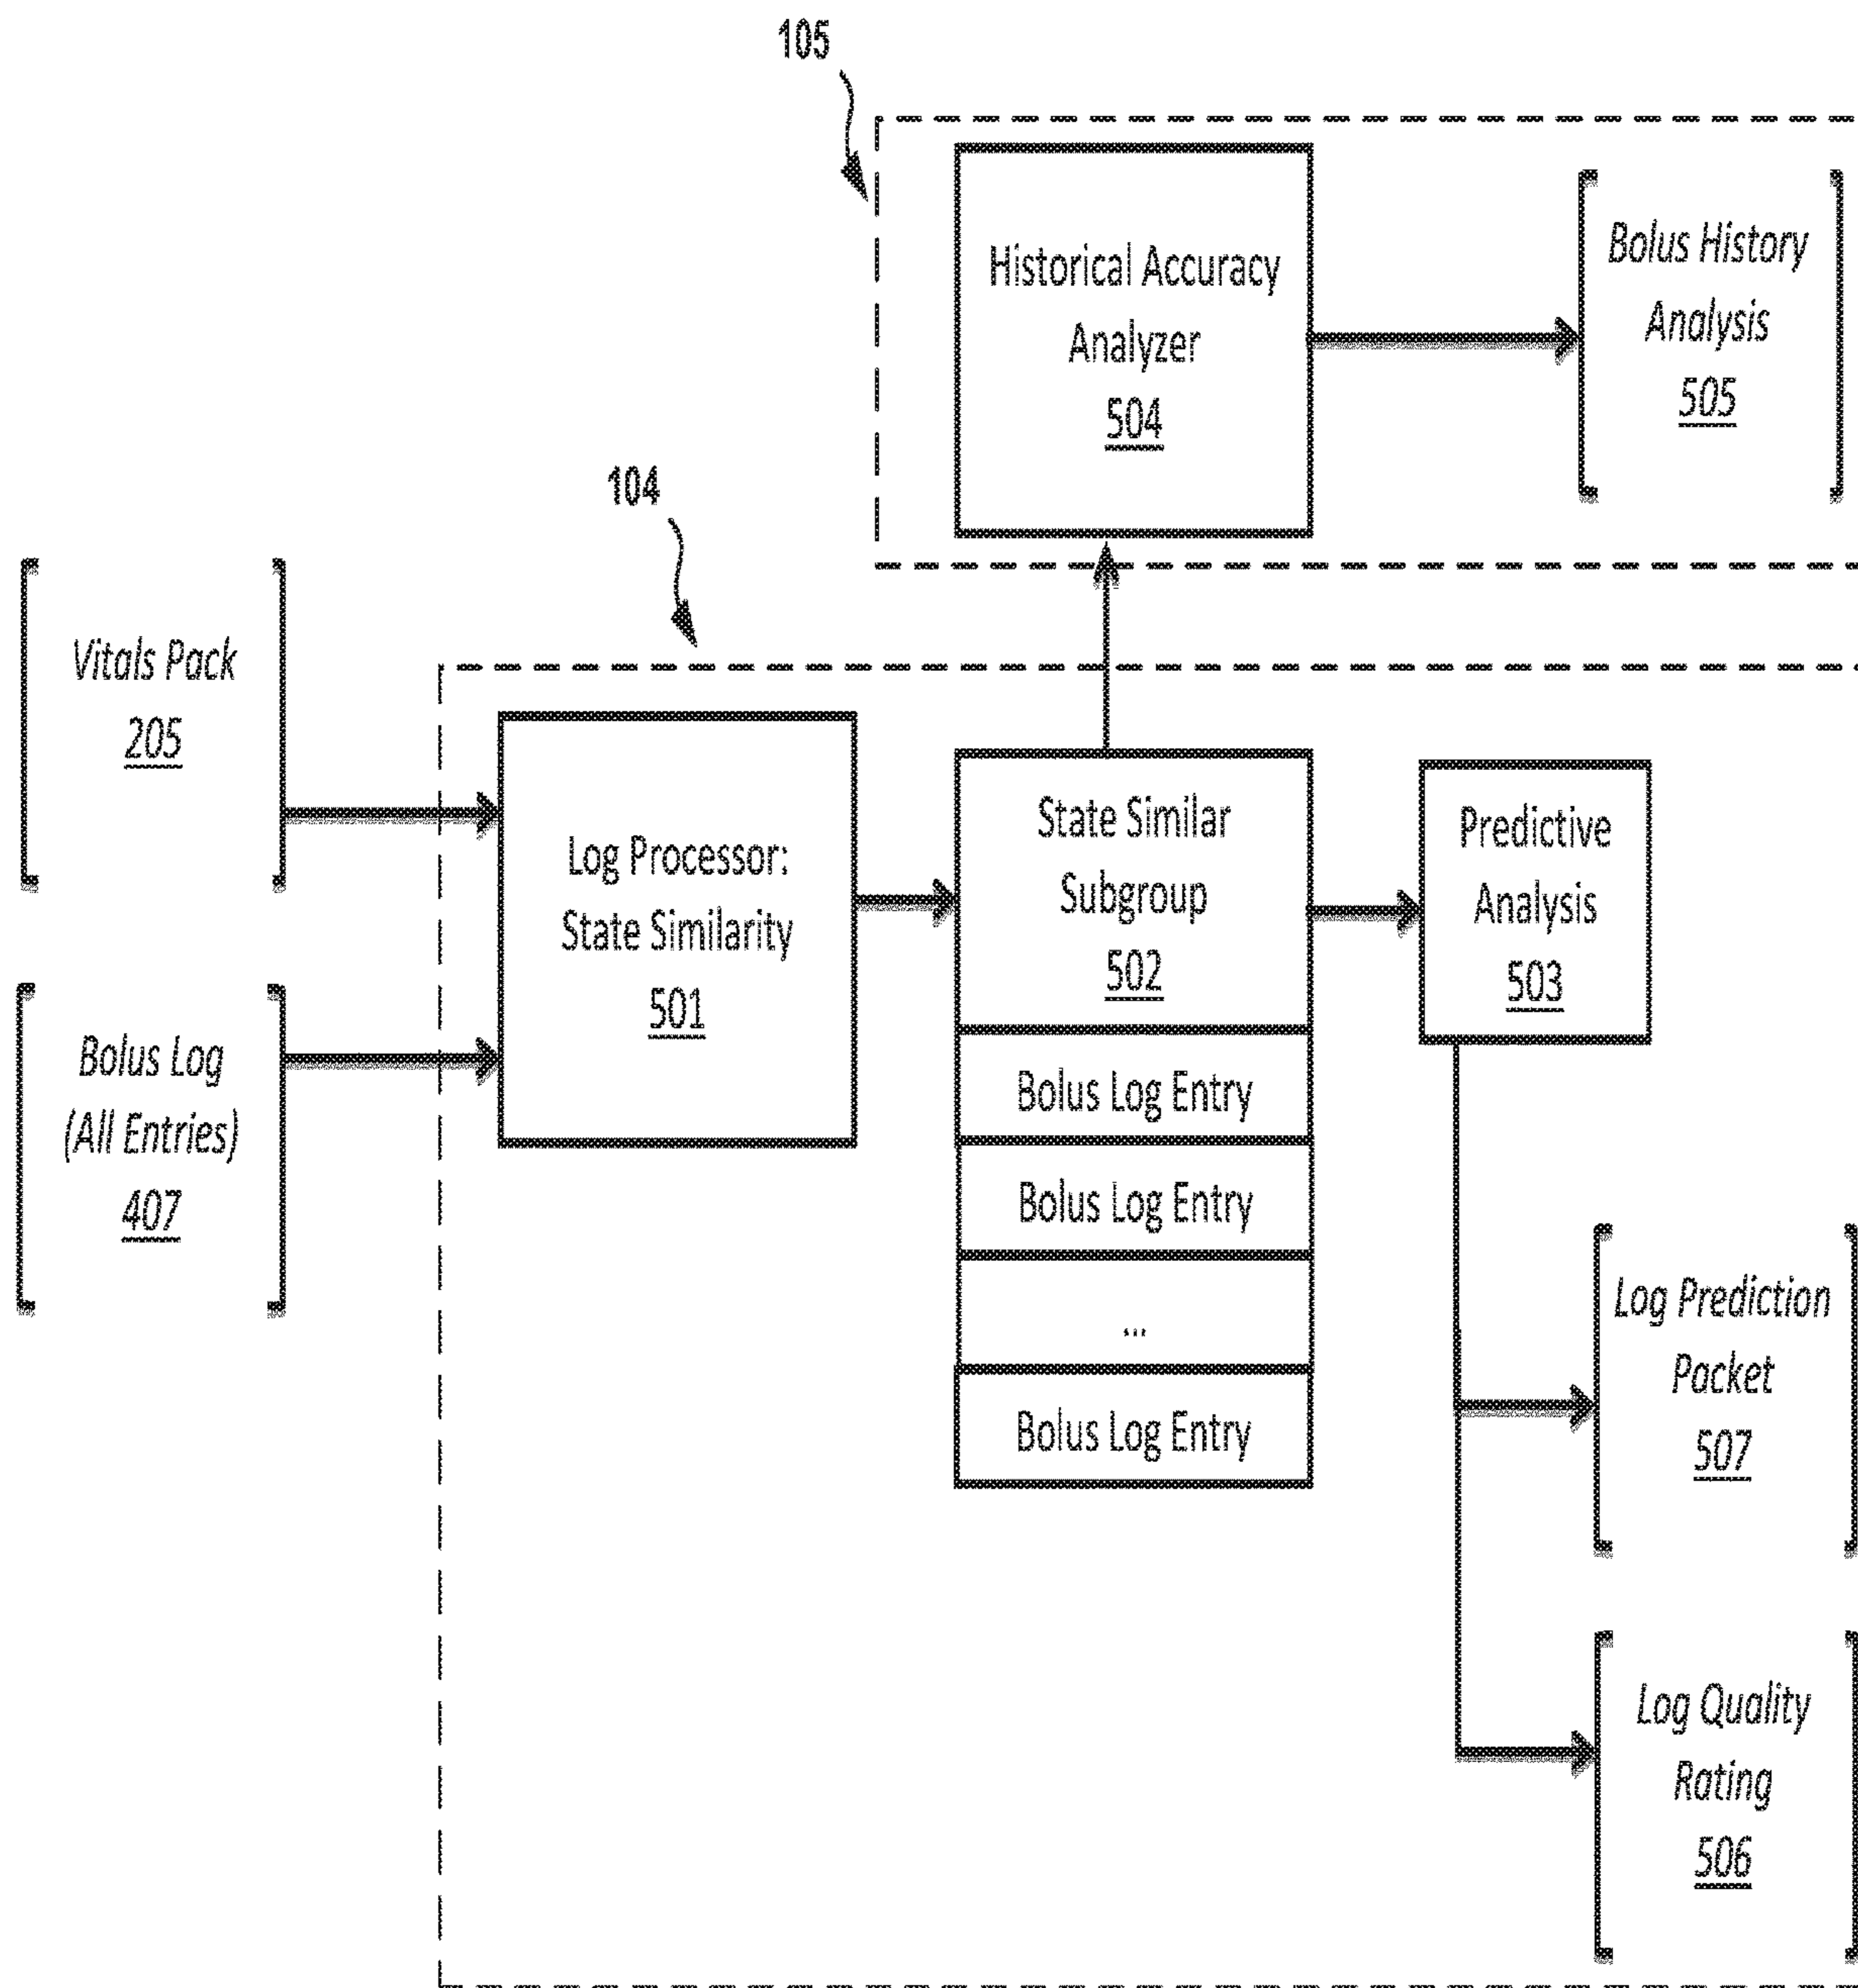 105
Historical Accuracy
Analyzer
504
Bolus History
Analysis
505
104
Vitals Pack
205
Bolus Log
(All Entries)
407
Log Processor:
State Similarity
501
State Similar
Subgroup
502
Bolus Log Entry
Bolus Log Entry
...
Bolus Log Entry
Predictive
Analysis
503
Log Prediction
Packet
507
Log Quality
Rating
506